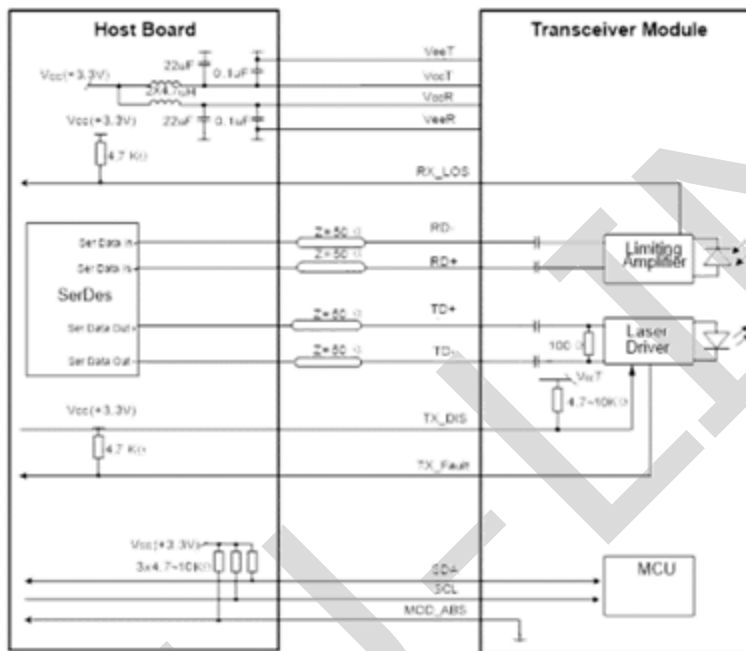 Host Board
Transceiver Module
VeeT
22uF
0.1uF
Vcc(+3.3V)
VccT
2X4.7uH
VccR
Vcc(+3.3V)
22uF
0.1uF
VeeR
4.7 KΩ
RX_LOS
Z=50 Ω
RD-
Ser Data In-
Limiting
Amplifier
Z=50 Ω
RD+
Ser Data In+
SerDes
Z=50 Ω
TD+
Ser Data Out+
Laser
Driver
100 Ω
Z=50 Ω
TD-
Ser Data Out-
VccT
4.7~10KΩ
Vcc(+3.3V)
TX_DIS
4.7 KΩ
TX_Fault
Vcc(+3.3V)
3x4.7~10KΩ
SDA
MCU
SCL
MOD_ABS